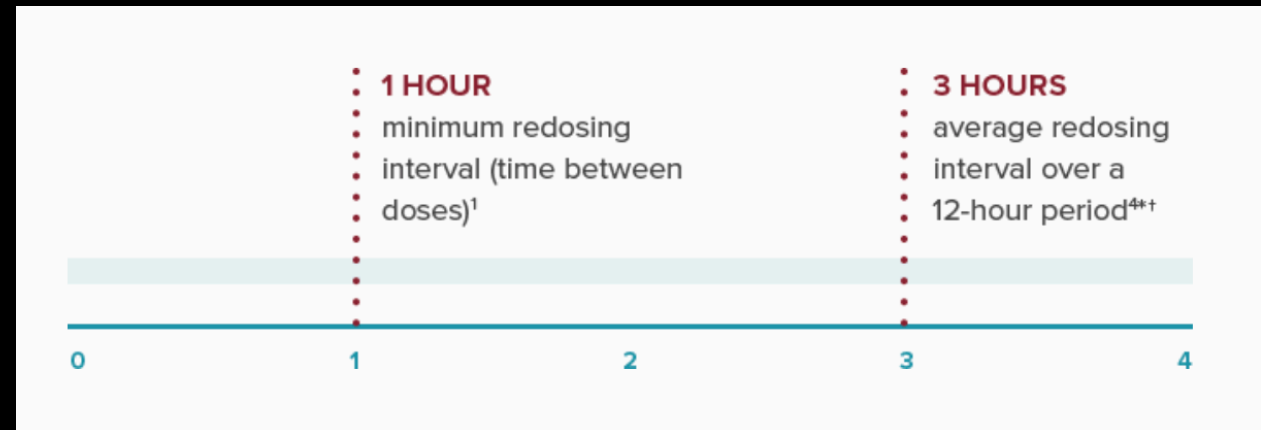 1 HOUR
minimum redosing
interval (time between
doses)¹
3 HOURS
average redosing
interval over a
12-hour period⁴*†
0 1 2 3 4